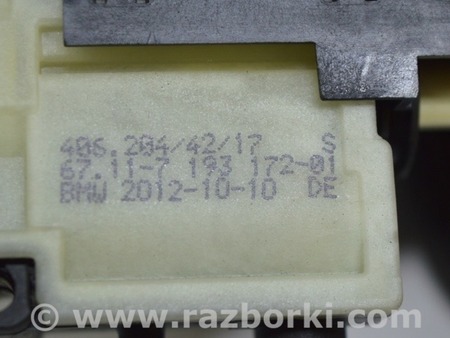 406.204/42/17 S
67.11-7 193 172-01
BMW 2012-10-10 DE
© www.razborki.com